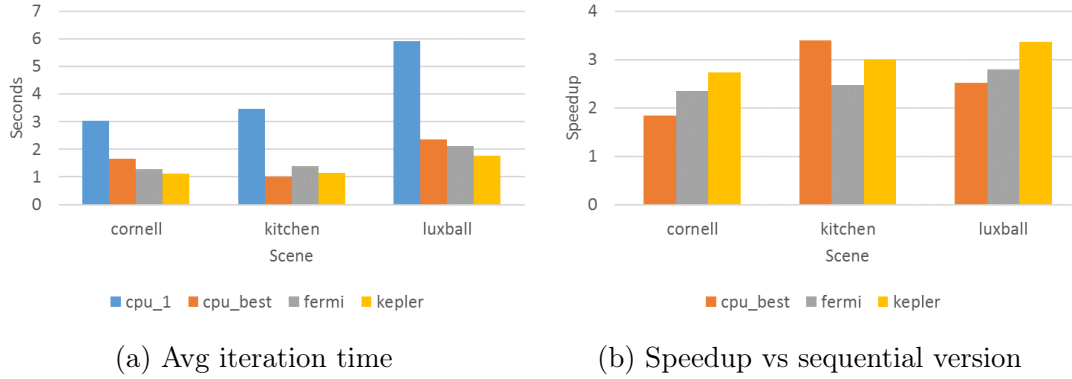 7
6
5
4
3
2
1
0
Seconds
cornell kitchen luxball
Scene
cpu_1 cpu_best fermi kepler
(a) Avg iteration time
4
3
2
1
0
Speedup
cornell kitchen luxball
Scene
cpu_best fermi kepler
(b) Speedup vs sequential version